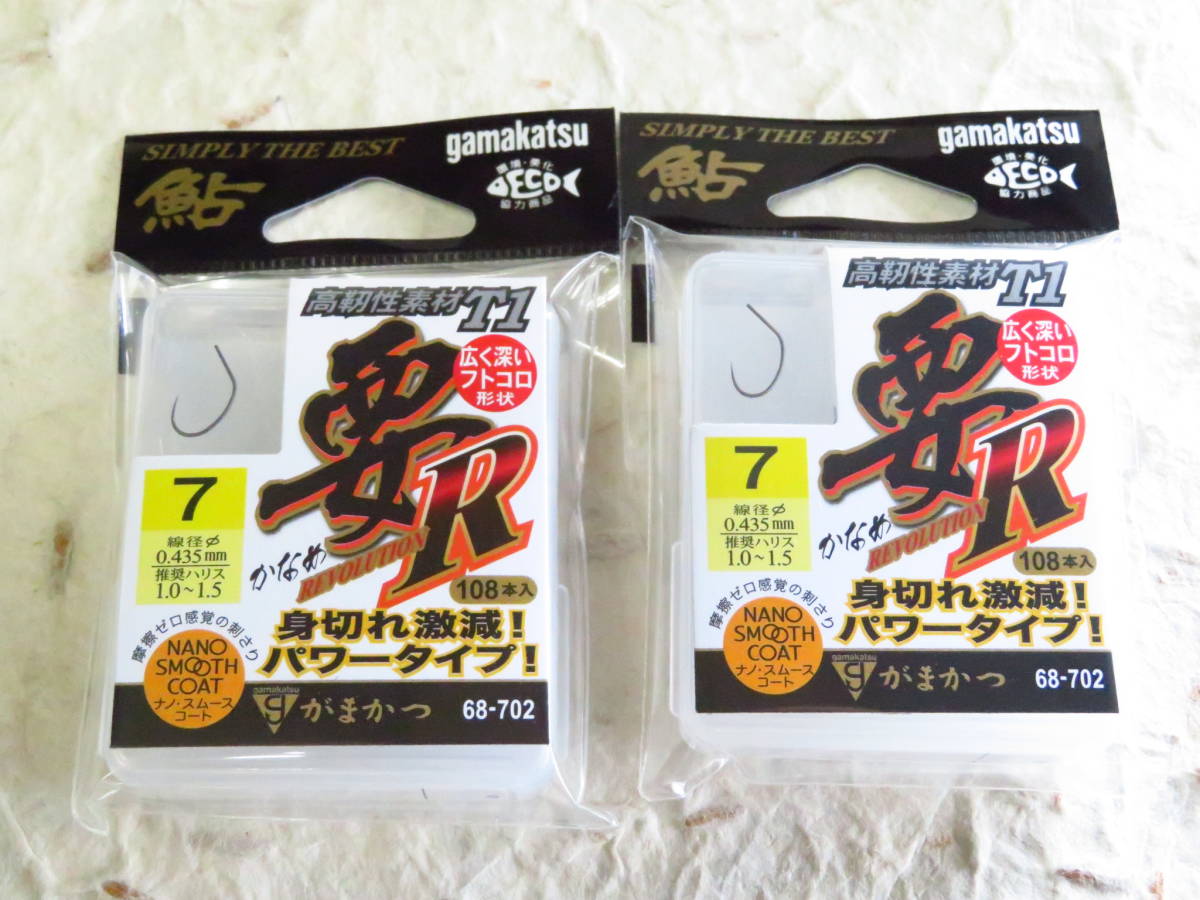 SIMPLY THE BEST
gamakatsu
鮎
環境・美化
ECO
協力商品
高靭性素材T1
広く深い
フトコロ
形状
要R
かなめ
REVOLUTION
7
線径φ
0.435mm
推奨ハリス
1.0~1.5
108本入
身切れ激減!
パワータイプ!
摩擦ゼロ感覚の刺さり
NANO
SMOOTH
COAT
ナノ・スムース
コート
gamakatsu
g
がまかつ
68-702
SIMPLY THE BEST
gamakatsu
鮎
環境・美化
ECO
協力商品
高靭性素材T1
広く深い
フトコロ
形状
要R
かなめ
REVOLUTION
7
線径φ
0.435mm
推奨ハリス
1.0~1.5
108本入
身切れ激減!
パワータイプ!
摩擦ゼロ感覚の刺さり
NANO
SMOOTH
COAT
ナノ・スムース
コート
gamakatsu
g
がまかつ
68-702